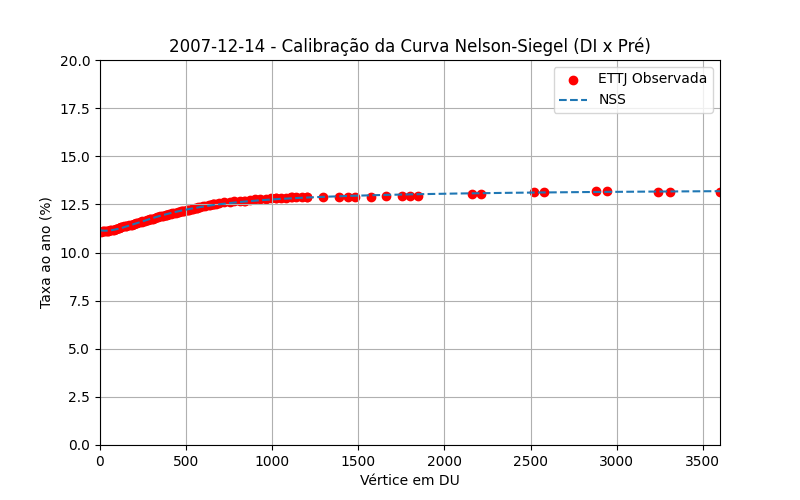 2007-12-14 - Calibração da Curva Nelson-Siegel (DI x Pré)
ETTJ Observada
NSS
Taxa ao ano (%)
20.0
17.5
15.0
12.5
10.0
7.5
5.0
2.5
0.0
0 500 1000 1500 2000 2500 3000 3500
Vértice em DU